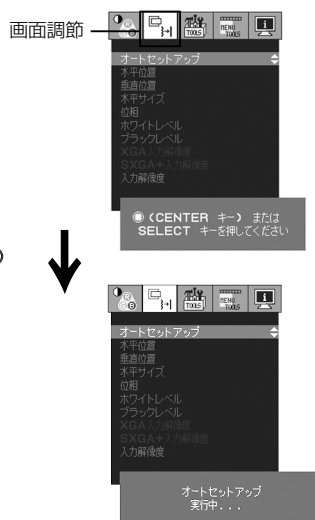 画面調節
TOOLS
MENU
TOOLS
オートセットアップ
水平位置
垂直位置
水平サイズ
位相
ホワイトレベル
ブラックレベル
XGA入力解像度
SXGA+入力解像度
入力解像度
(CENTER キー) または
SELECT キーを押してください
TOOLS
MENU
TOOLS
オートセットアップ
水平位置
垂直位置
水平サイズ
位相
ホワイトレベル
ブラックレベル
XGA入力解像度
SXGA+入力解像度
入力解像度
オートセットアップ
実行中...